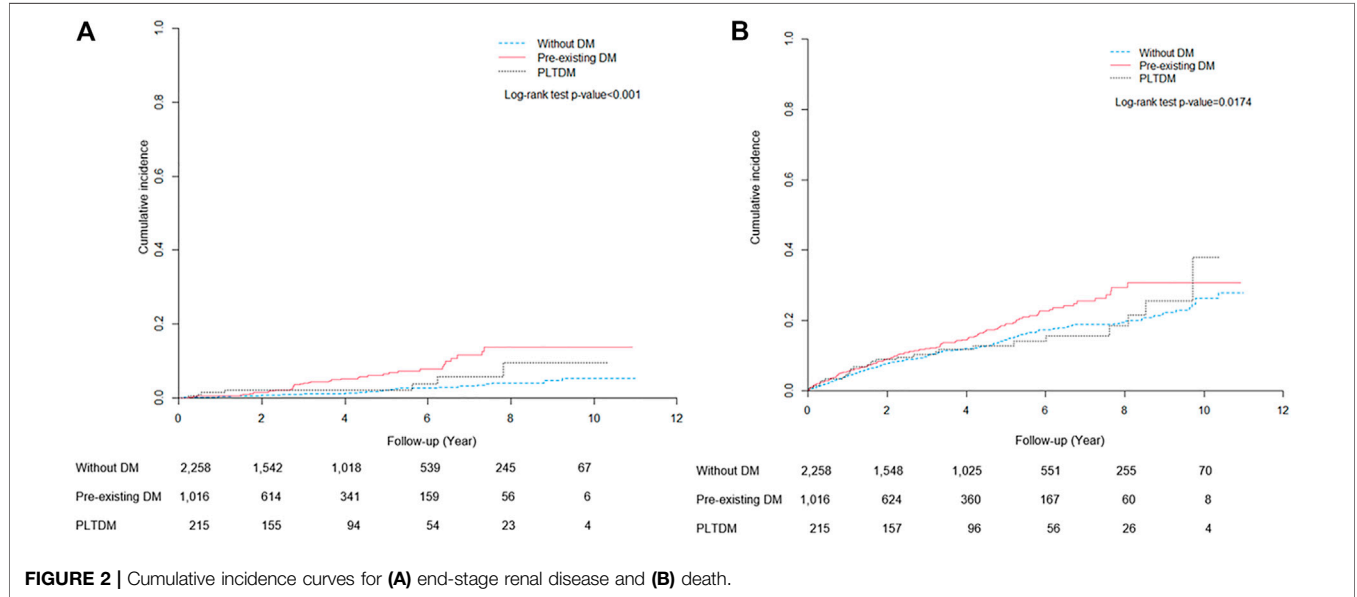 A
Without DM
Pre-existing DM
PLTDM
Log-rank test p-value<0.001
Cumulative incidence
1.0
0.8
0.6
0.4
0.2
0.0
0 2 4 6 8 10 12
Follow-up (Year)
Without DM 2,258 1,542 1,018 539 245 67
Pre-existing DM 1,016 614 341 159 56 6
PLTDM 215 155 94 54 23 4
B
Without DM
Pre-existing DM
PLTDM
Log-rank test p-value=0.0174
Cumulative incidence
1.0
0.8
0.6
0.4
0.2
0.0
0 2 4 6 8 10 12
Follow-up (Year)
Without DM 2,258 1,548 1,025 551 255 70
Pre-existing DM 1,016 624 360 167 60 8
PLTDM 215 157 96 56 26 4
FIGURE 2 | Cumulative incidence curves for (A) end-stage renal disease and (B) death.